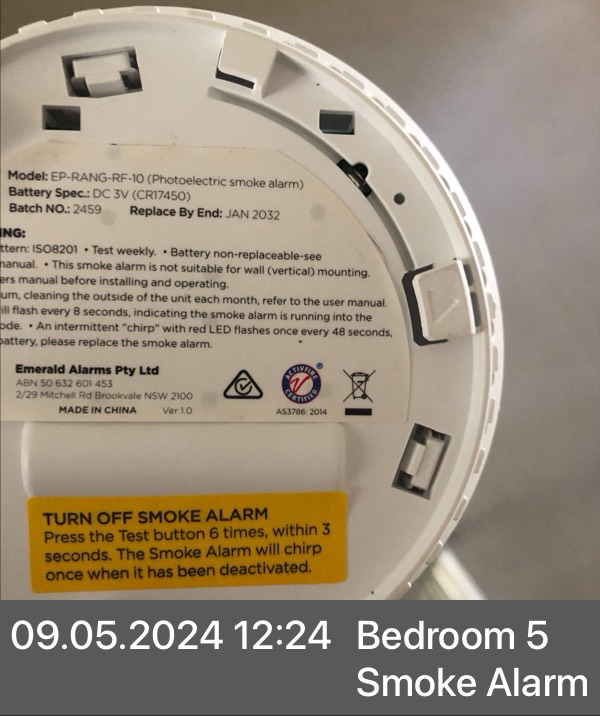 Model: EP-RANG-RF-10 (Photoelectric smoke alarm)
Battery Spec.: DC 3V (CR17450)
Batch NO.: 2459 Replace By End: JAN 2032
NG:
ttern: ISO8201 • Test weekly. • Battery non-replaceable-see
manual. • This smoke alarm is not suitable for wall (vertical) mounting.
ers manual before installing and operating.
um, cleaning the outside of the unit each month, refer to the user manual.
ill flash every 8 seconds, indicating the smoke alarm is running into the
ode. • An intermittent "chirp" with red LED flashes once every 48 seconds,
battery, please replace the smoke alarm.
Emerald Alarms Pty Ltd
ABN 50 632 601 453
2/29 Mitchell Rd Brookvale NSW 2100
MADE IN CHINA Ver:1.0
ACTIVFIRE
®
CERTIFIED
AS3786: 2014
TURN OFF SMOKE ALARM
Press the Test button 6 times, within 3
seconds. The Smoke Alarm will chirp
once when it has been deactivated.
09.05.2024 12:24 Bedroom 5
Smoke Alarm